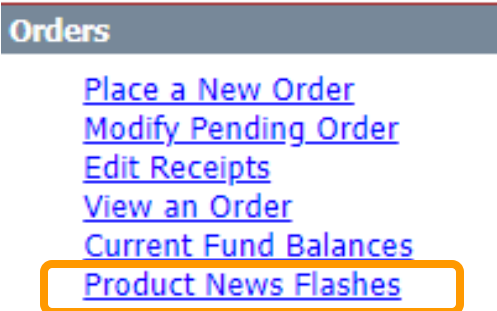 Orders
Place a New Order
Modify Pending Order
Edit Receipts
View an Order
Current Fund Balances
Product News Flashes